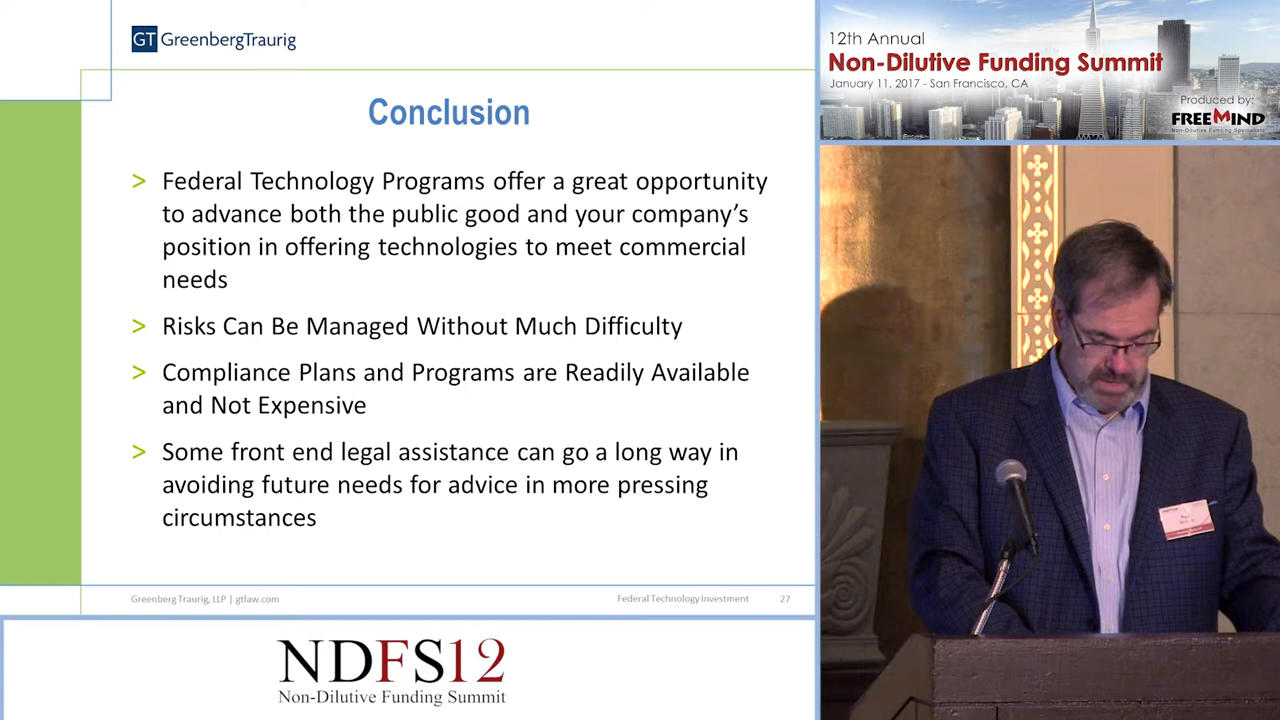 GT GreenbergTraurig
Conclusion
> Federal Technology Programs offer a great opportunity
to advance both the public good and your company's
position in offering technologies to meet commercial
needs
> Risks Can Be Managed Without Much Difficulty
> Compliance Plans and Programs are Readily Available
and Not Expensive
> Some front end legal assistance can go a long way in
avoiding future needs for advice in more pressing
circumstances
Greenberg Traurig, LLP | gtlaw.com
Federal Technology Investment 27
NDFS12
Non-Dilutive Funding Summit
12th Annual
Non-Dilutive Funding Summit
January 11, 2017 - San Francisco, CA
Produced by:
FREEMIND
Non-Dilutive Funding Specialists